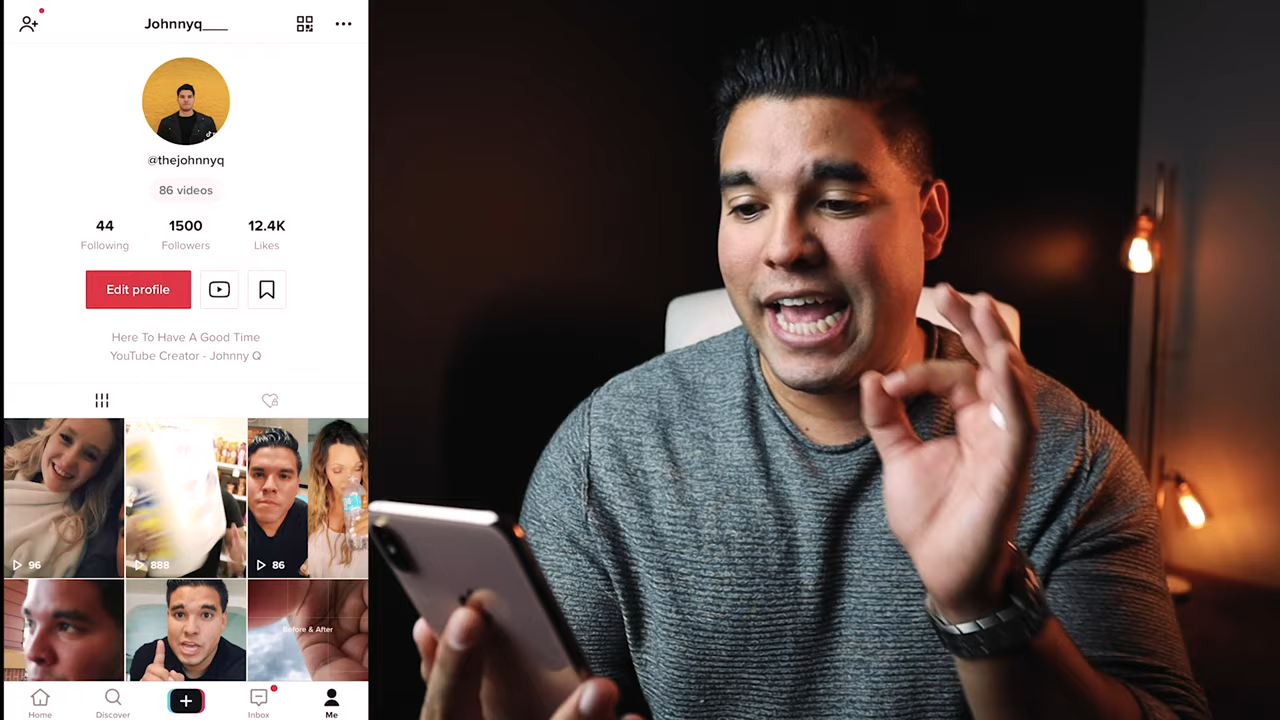 Johnnyq___
@thejohnnyq
86 videos
44
1500
12.4K
Following
Followers
Likes
Edit profile
Here To Have A Good Time
YouTube Creator - Johnny Q
96
888
86
Before & After
Home
Discover
Inbox
Me